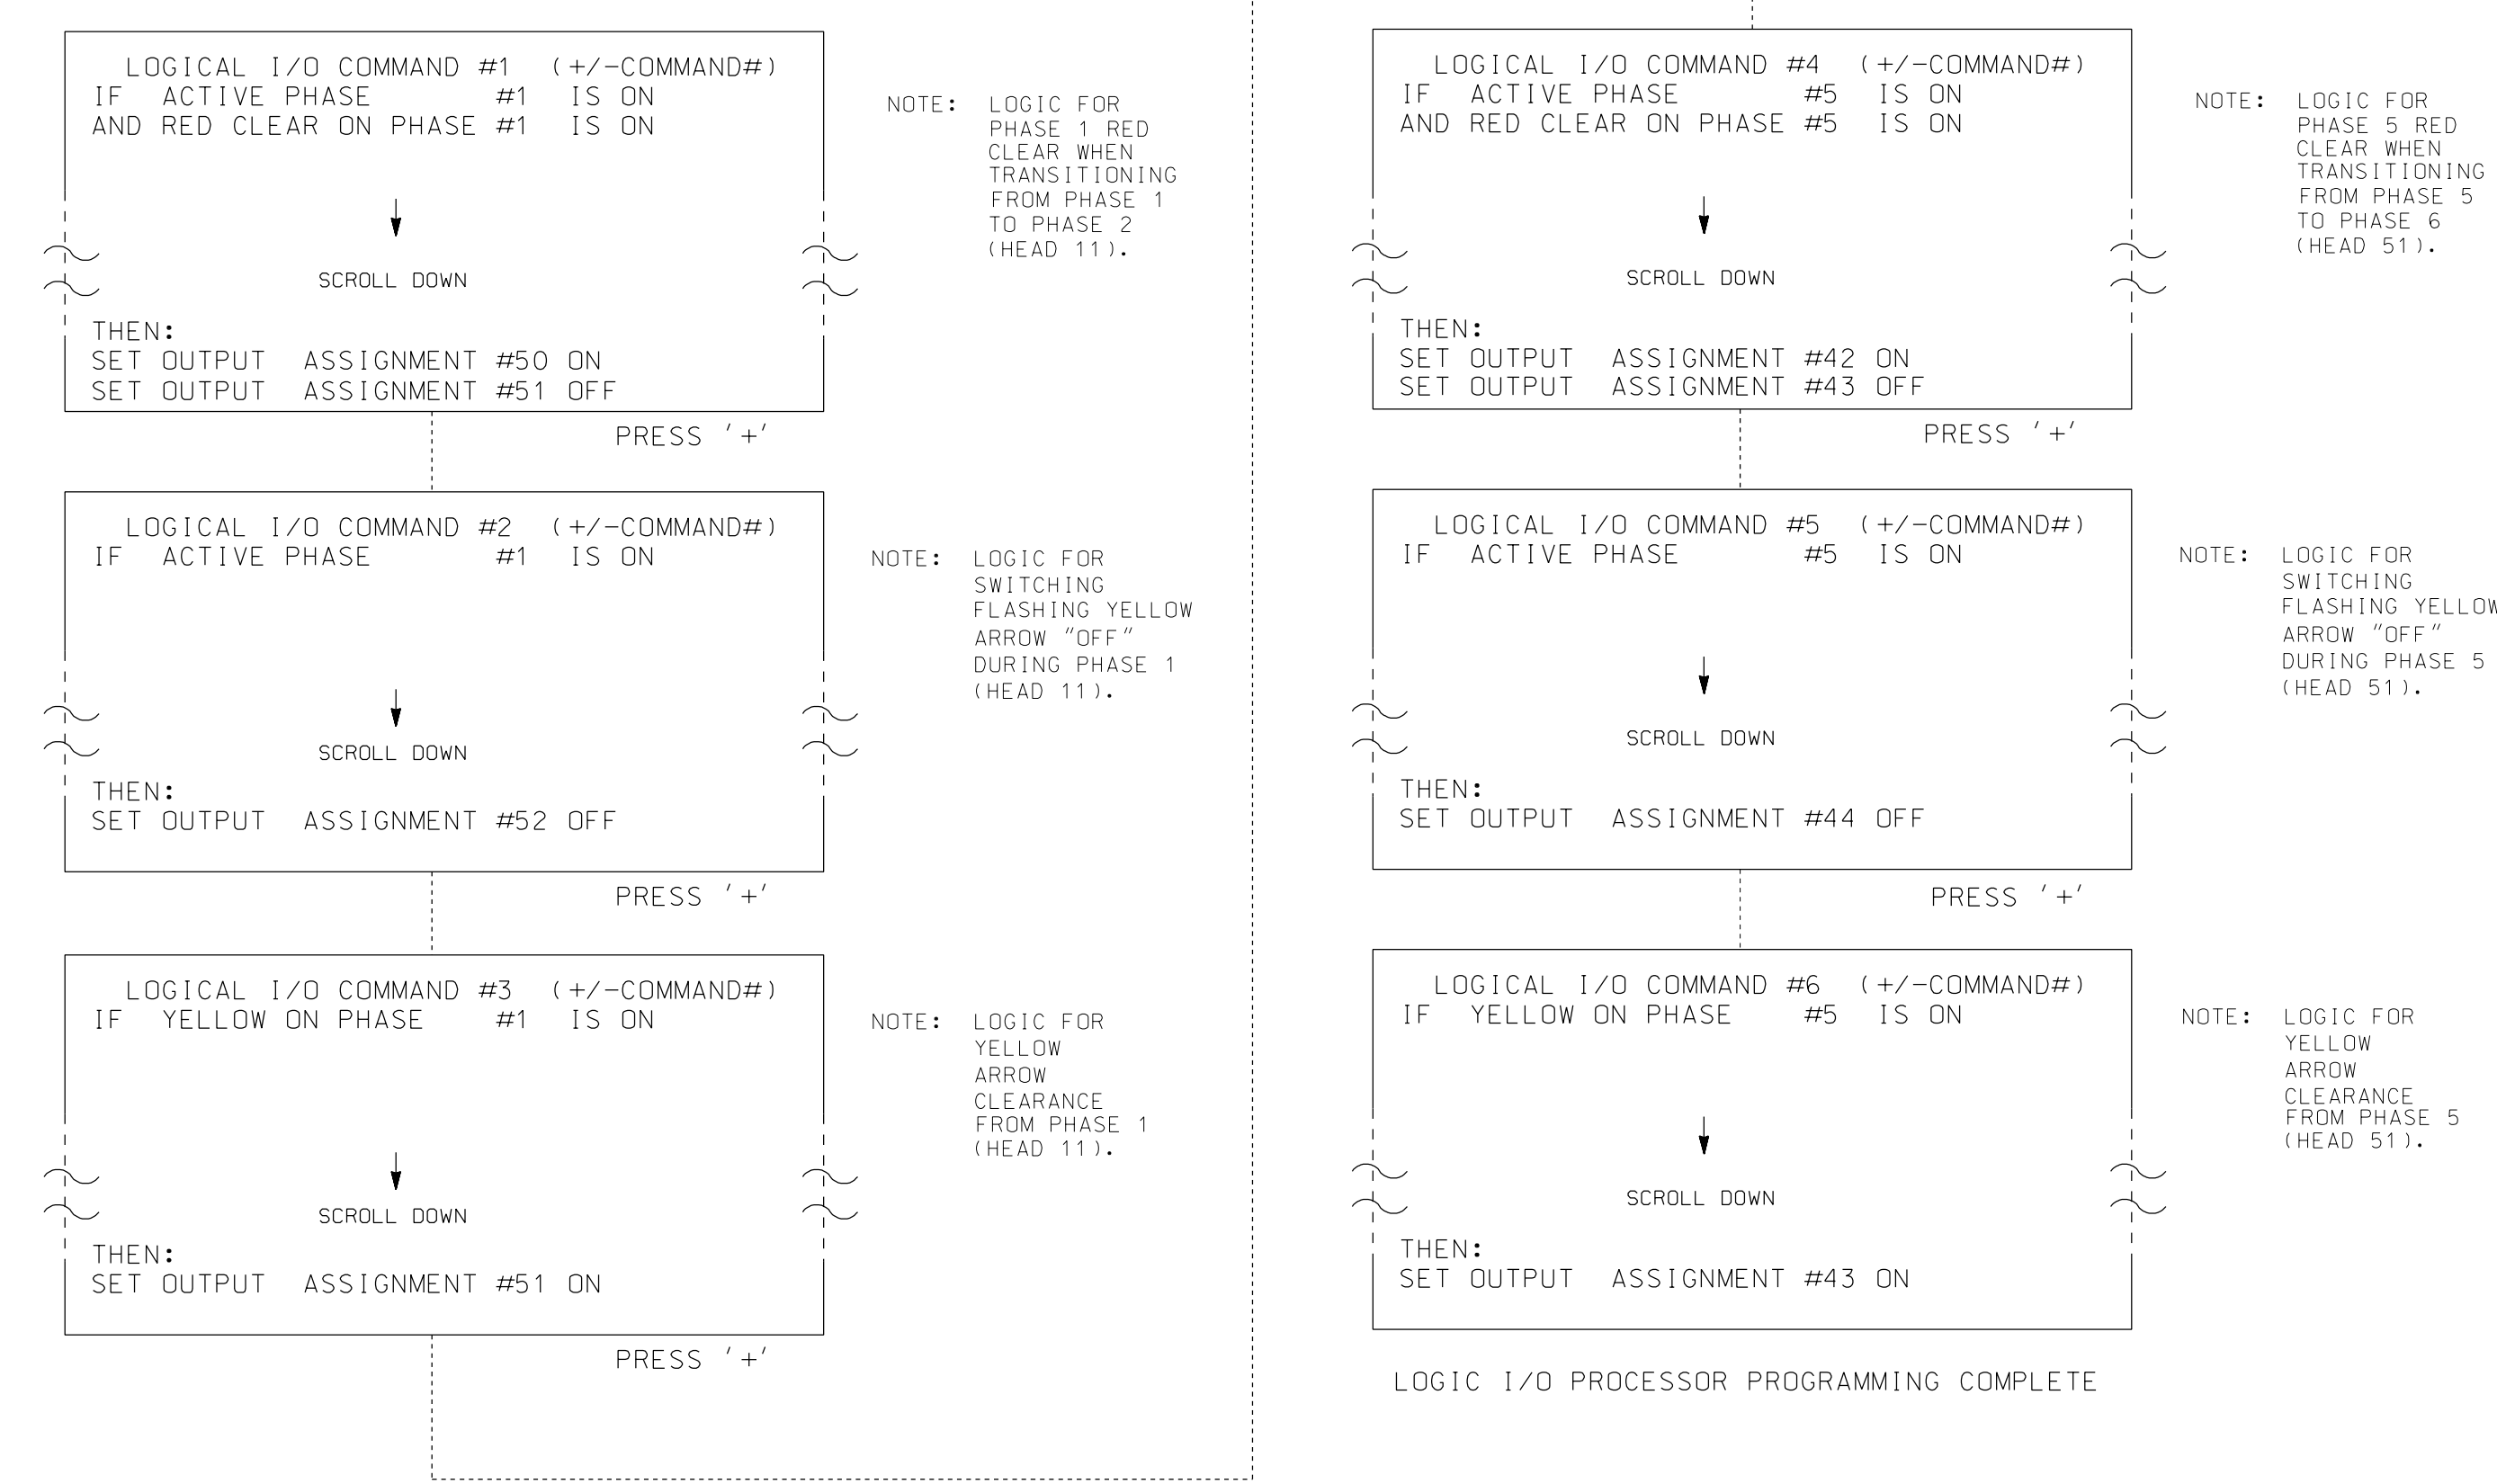 LOGICAL I/O COMMAND #1 (+/-COMMAND#)
IF ACTIVE PHASE #1 IS ON
AND RED CLEAR ON PHASE #1 IS ON
SCROLL DOWN
THEN:
SET OUTPUT ASSIGNMENT #50 ON
SET OUTPUT ASSIGNMENT #51 OFF
PRESS '+'
NOTE: LOGIC FOR
PHASE 1 RED
CLEAR WHEN
TRANSITIONING
FROM PHASE 1
TO PHASE 2
(HEAD 11).
LOGICAL I/O COMMAND #2 (+/-COMMAND#)
IF ACTIVE PHASE #1 IS ON
SCROLL DOWN
THEN:
SET OUTPUT ASSIGNMENT #52 OFF
PRESS '+'
NOTE: LOGIC FOR
SWITCHING
FLASHING YELLOW
ARROW "OFF"
DURING PHASE 1
(HEAD 11).
LOGICAL I/O COMMAND #3 (+/-COMMAND#)
IF YELLOW ON PHASE #1 IS ON
SCROLL DOWN
THEN:
SET OUTPUT ASSIGNMENT #51 ON
PRESS '+'
NOTE: LOGIC FOR
YELLOW
ARROW
CLEARANCE
FROM PHASE 1
(HEAD 11).
LOGICAL I/O COMMAND #4 (+/-COMMAND#)
IF ACTIVE PHASE #5 IS ON
AND RED CLEAR ON PHASE #5 IS ON
SCROLL DOWN
THEN:
SET OUTPUT ASSIGNMENT #42 ON
SET OUTPUT ASSIGNMENT #43 OFF
PRESS '+'
NOTE: LOGIC FOR
PHASE 5 RED
CLEAR WHEN
TRANSITIONING
FROM PHASE 5
TO PHASE 6
(HEAD 51).
LOGICAL I/O COMMAND #5 (+/-COMMAND#)
IF ACTIVE PHASE #5 IS ON
SCROLL DOWN
THEN:
SET OUTPUT ASSIGNMENT #44 OFF
PRESS '+'
NOTE: LOGIC FOR
SWITCHING
FLASHING YELLOW
ARROW "OFF"
DURING PHASE 5
(HEAD 51).
LOGICAL I/O COMMAND #6 (+/-COMMAND#)
IF YELLOW ON PHASE #5 IS ON
SCROLL DOWN
THEN:
SET OUTPUT ASSIGNMENT #43 ON
NOTE: LOGIC FOR
YELLOW
ARROW
CLEARANCE
FROM PHASE 5
(HEAD 51).
LOGIC I/O PROCESSOR PROGRAMMING COMPLETE